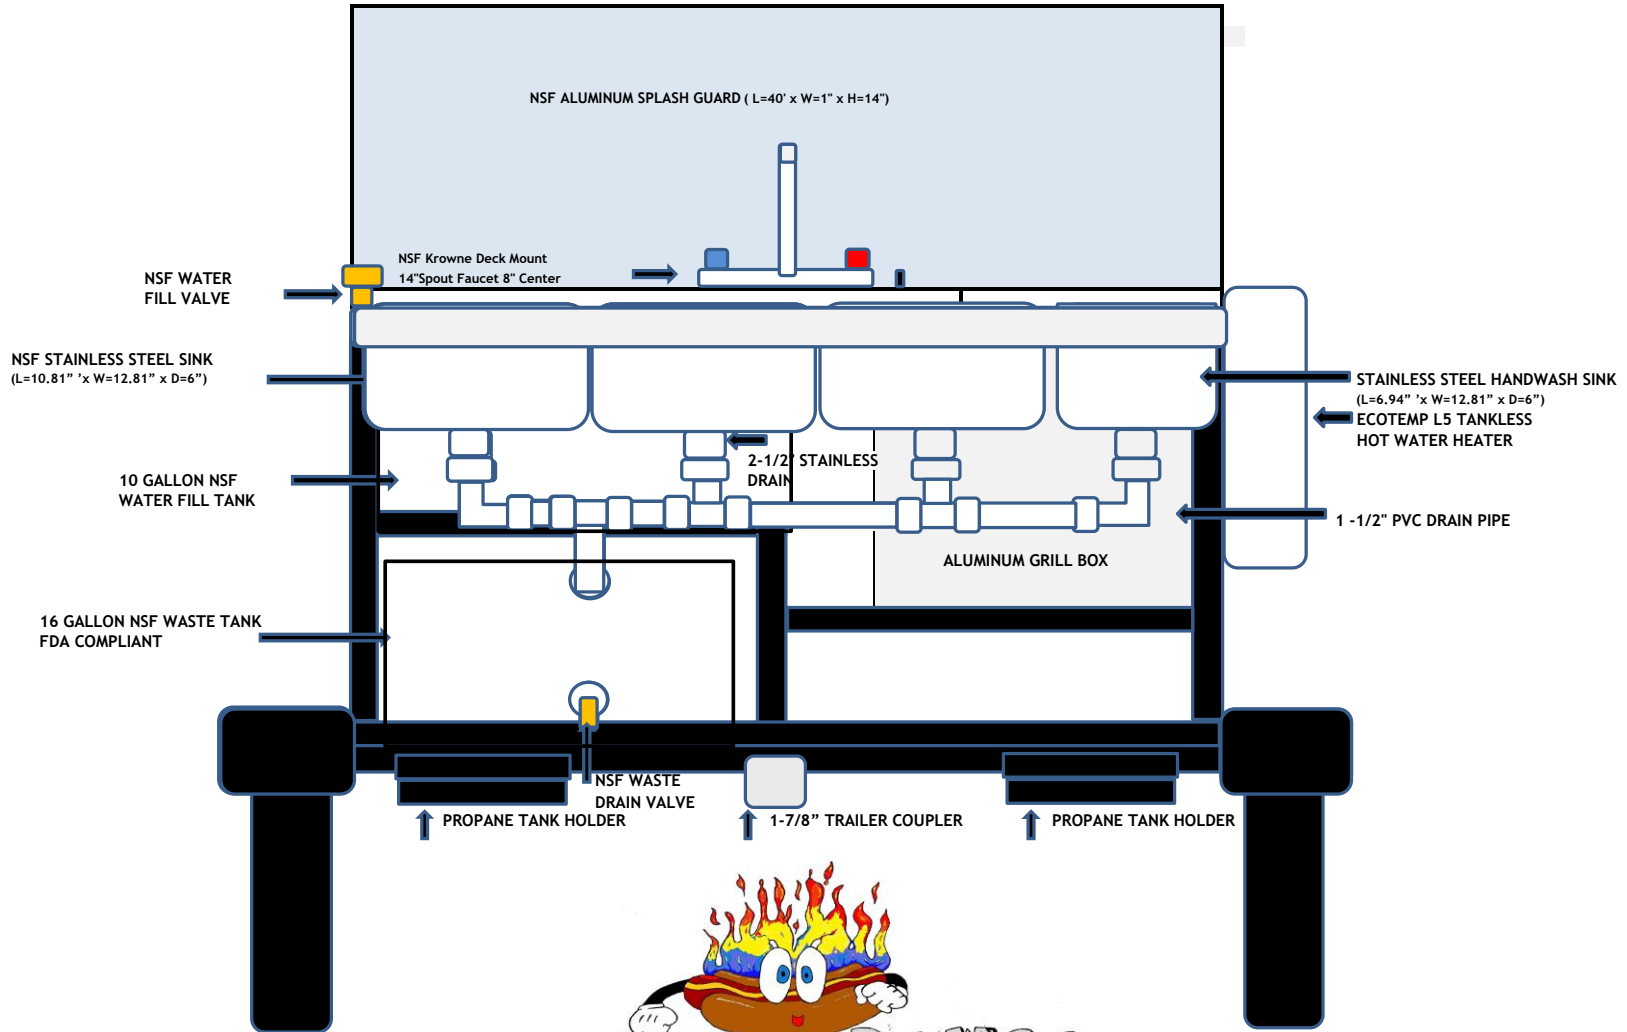 NSF ALUMINUM SPLASH GUARD ( L=40' x W=1" x H=14")
NSF Krowne Deck Mount
14"Spout Faucet 8" Center
NSF WATER
FILL VALVE
NSF STAINLESS STEEL SINK
(L=10.81” ’x W=12.81” x D=6”)
STAINLESS STEEL HANDWASH SINK
(L=6.94” ’x W=12.81” x D=6”)
ECOTEMP L5 TANKLESS
HOT WATER HEATER
2-1/2" STAINLESS
DRAIN
10 GALLON NSF
WATER FILL TANK
1 -1/2" PVC DRAIN PIPE
ALUMINUM GRILL BOX
16 GALLON NSF WASTE TANK
FDA COMPLIANT
NSF WASTE
DRAIN VALVE
PROPANE TANK HOLDER
1-7/8” TRAILER COUPLER
PROPANE TANK HOLDER